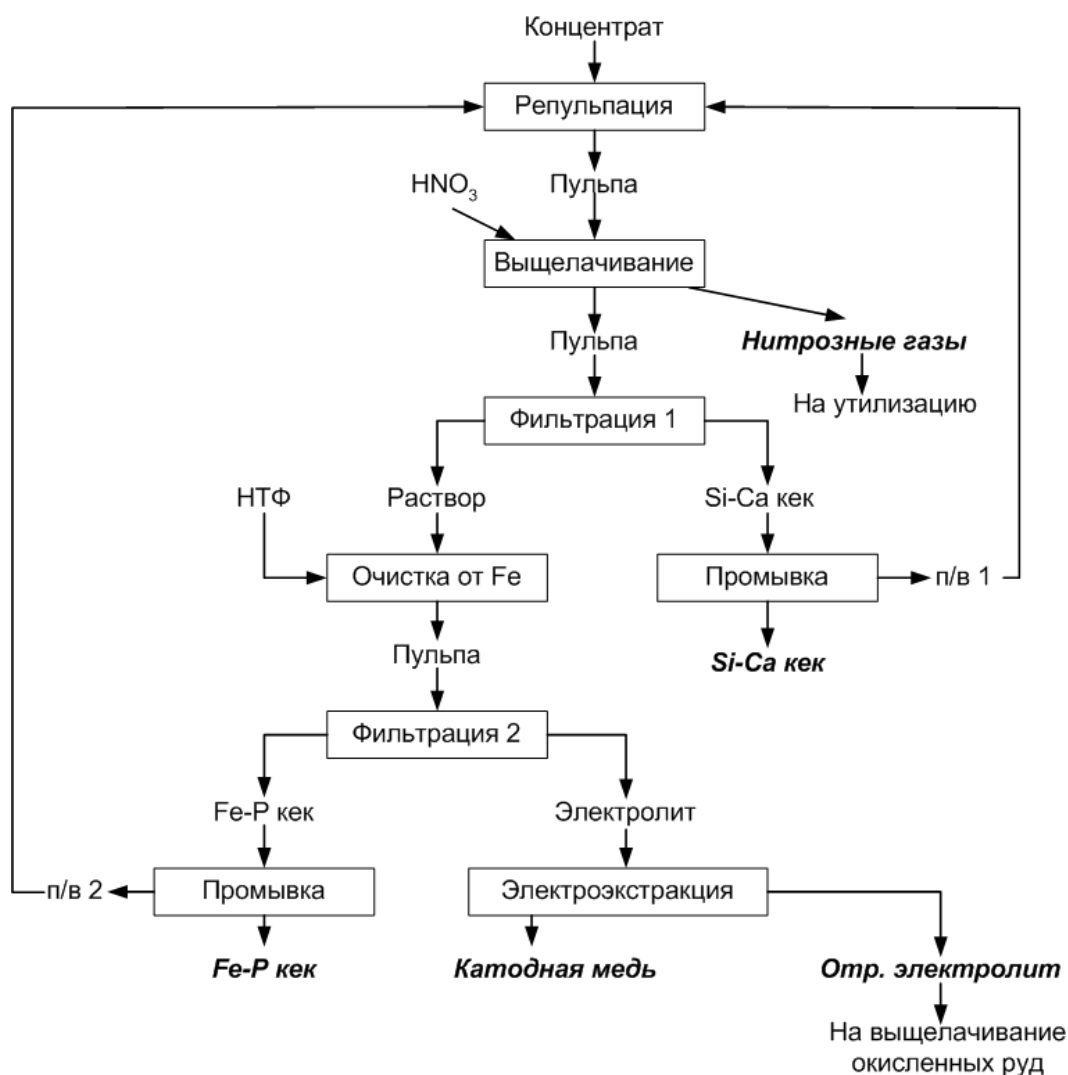 Концентрат
Репульпация
Пульпа
HNO₃
Выщелачивание
Пульпа
Нитрозные газы
На утилизацию
Фильтрация 1
НТФ
Раствор
Si-Ca кек
Очистка от Fe
Промывка
п/в 1
Пульпа
Si-Ca кек
Фильтрация 2
Fe-P кек
Электролит
п/в 2
Промывка
Электроэкстракция
Fe-P кек
Катодная медь
Отр. электролит
На выщелачивание
окисленных руд